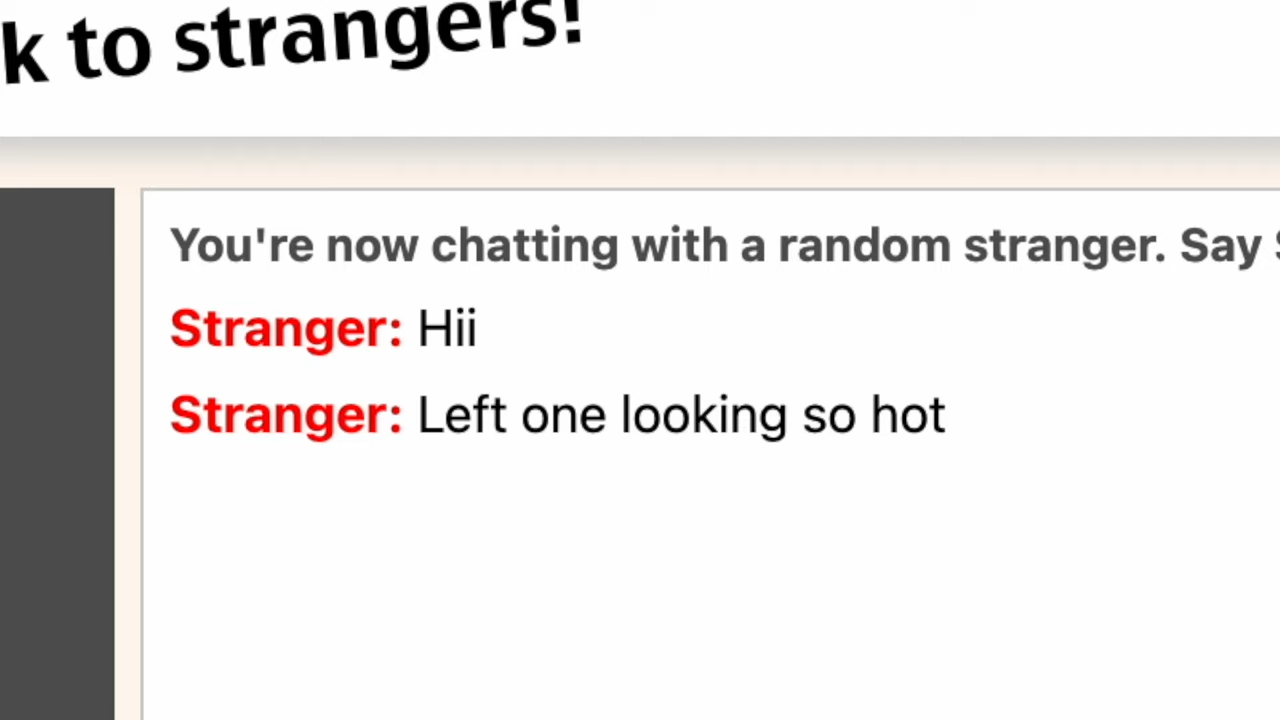 k to strangers!
You're now chatting with a random stranger. Say
Stranger: Hii
Stranger: Left one looking so hot